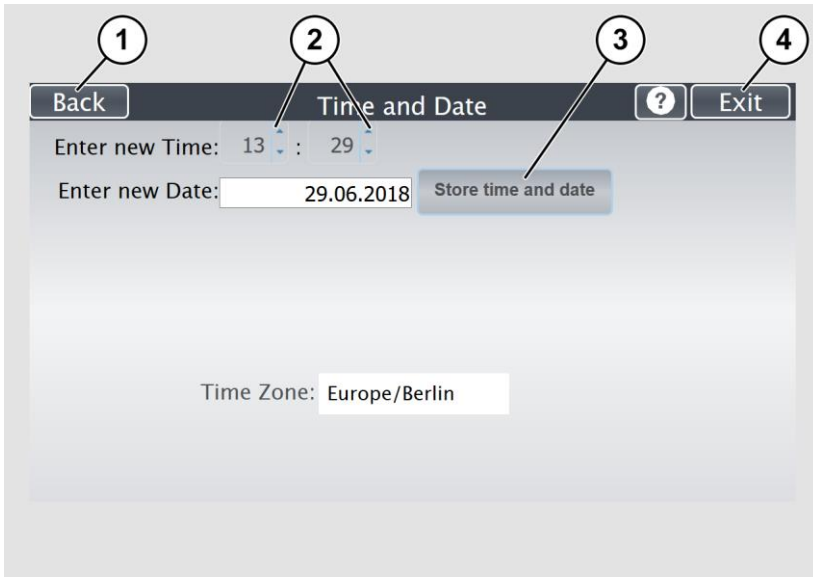 1 2 3 4
Back Time and Date ? Exit
Enter new Time: 13 : 29
Enter new Date: 29.06.2018 Store time and date
Time Zone: Europe/Berlin